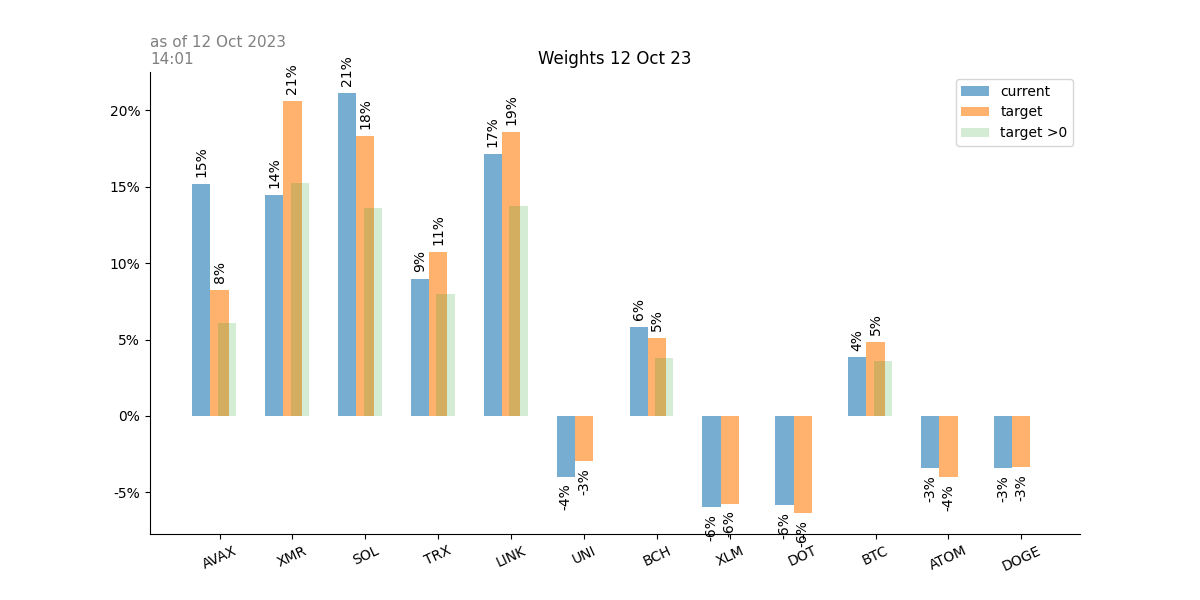 as of 12 Oct 2023
14:01
Weights 12 Oct 23
current
target
target >0
20%
15%
10%
5%
0%
-5%
15%
8%
14%
21%
21%
18%
9%
11%
17%
19%
-4%
-3%
6%
5%
-6%
-6%
-6%
-6%
4%
5%
-3%
-4%
-3%
-3%
AVAX
XMR
SOL
TRX
LINK
UNI
BCH
XLM
DOT
BTC
ATOM
DOGE